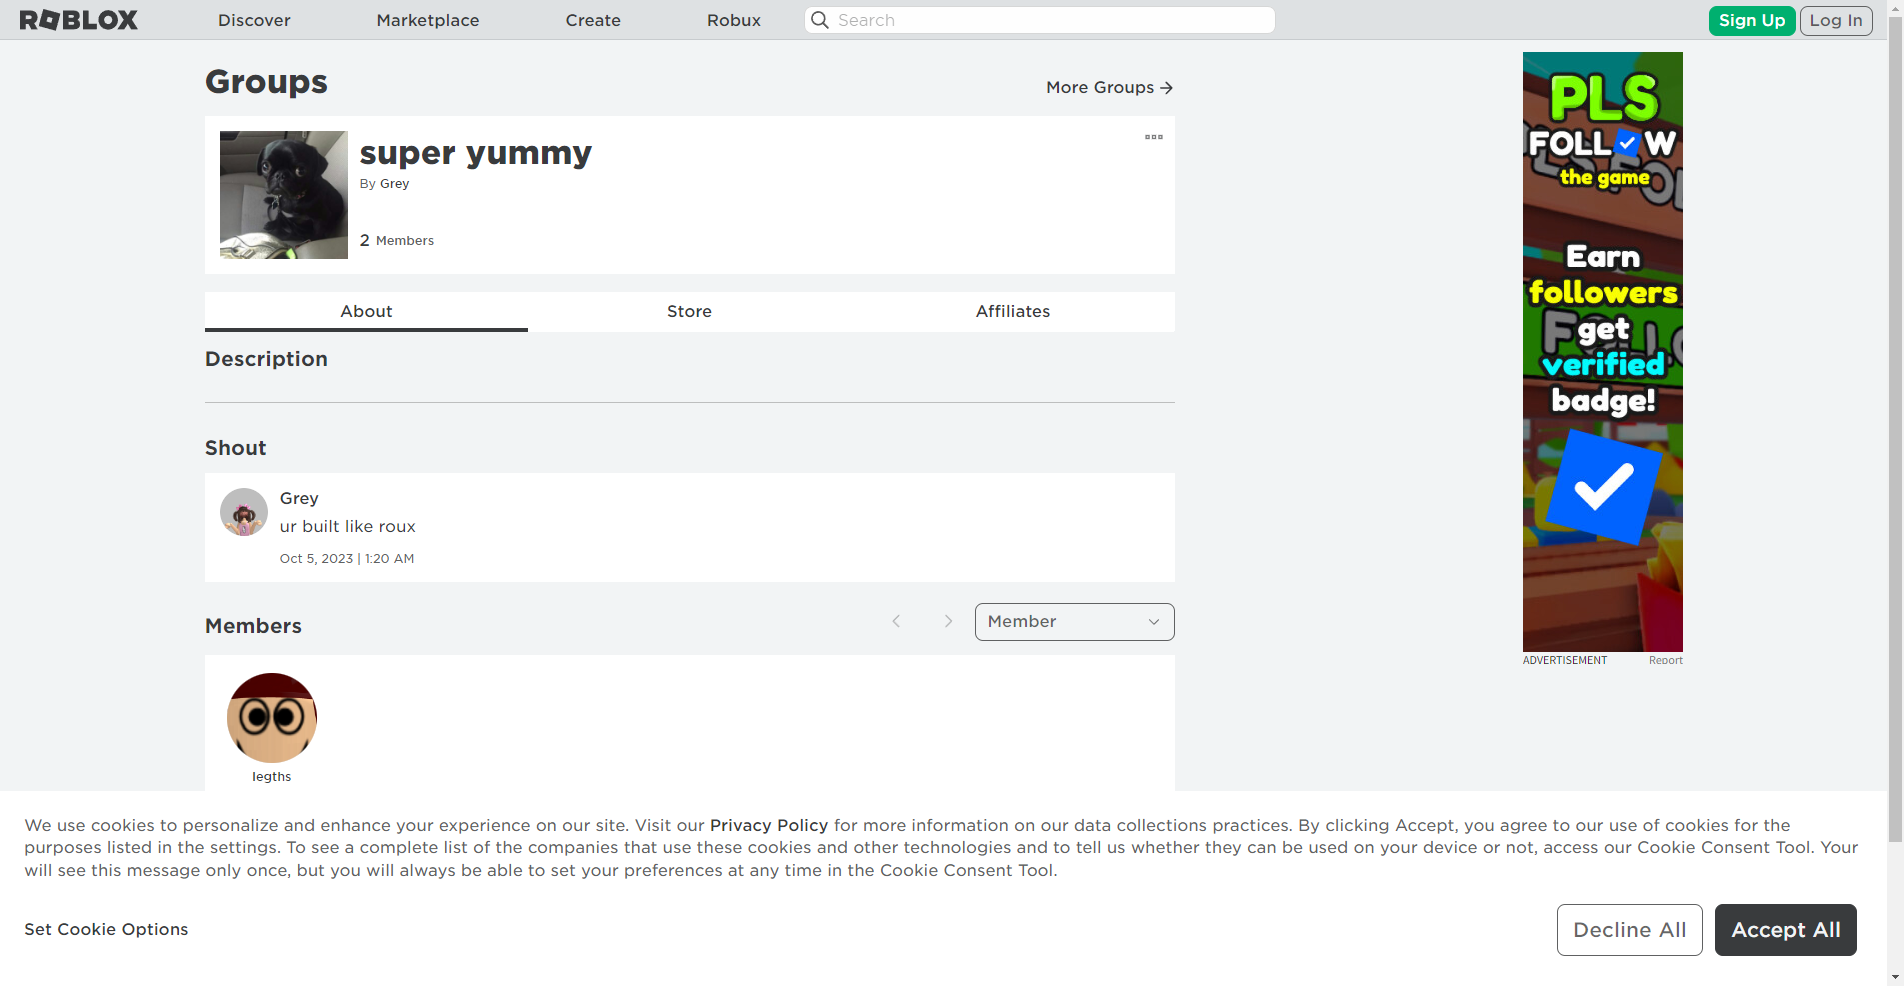 ROBLOX
Discover
Marketplace
Create
Robux
Search
Sign Up
Log In
Groups
More Groups
super yummy
By Grey
2 Members
About
Store
Affiliates
Description
Shout
Grey
ur built like roux
Oct 5, 2023 | 1:20 AM
Members
Member
legths
PLS
FOLLOW
the game
Earn
followers
get
verified
badge!
ADVERTISEMENT
Report
We use cookies to personalize and enhance your experience on our site. Visit our Privacy Policy for more information on our data collections practices. By clicking Accept, you agree to our use of cookies for the
purposes listed in the settings. To see a complete list of the companies that use these cookies and other technologies and to tell us whether they can be used on your device or not, access our Cookie Consent Tool. Your
will see this message only once, but you will always be able to set your preferences at any time in the Cookie Consent Tool.
Set Cookie Options
Decline All
Accept All